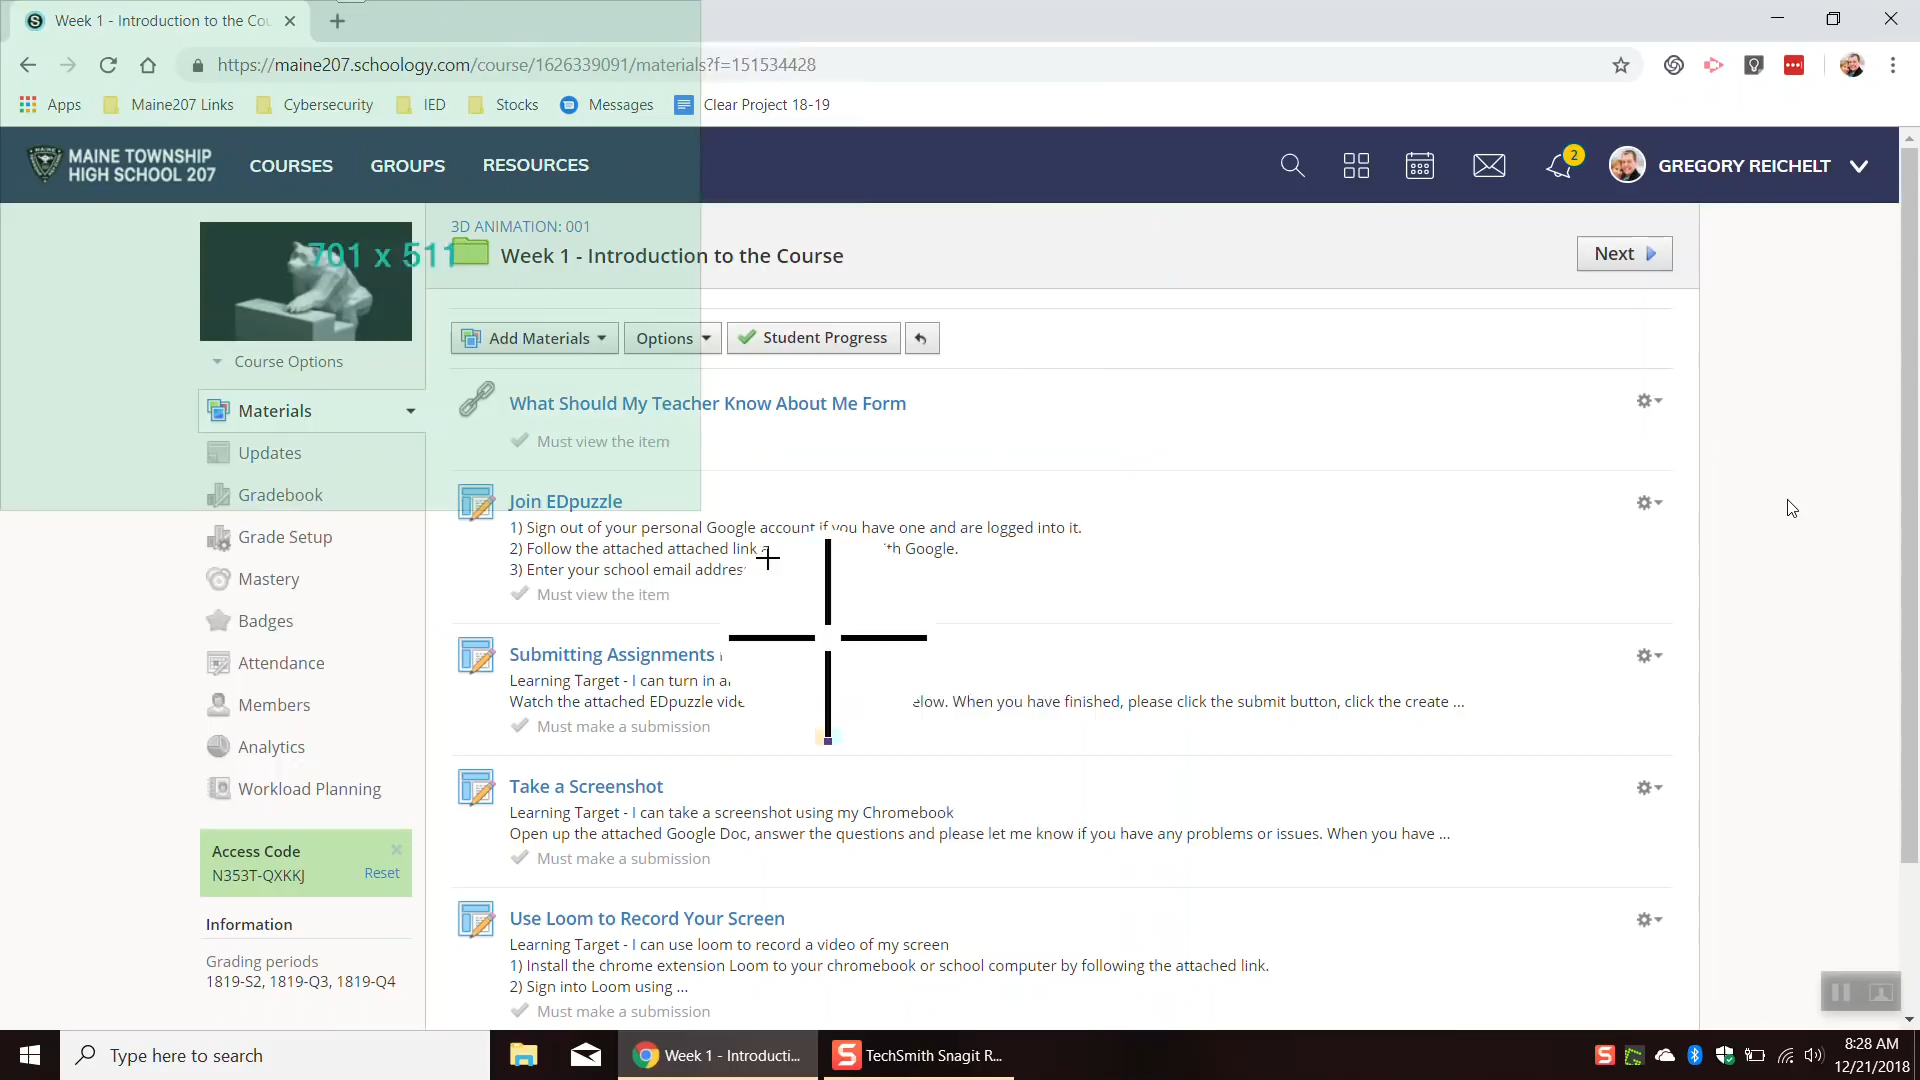 Week 1 - Introduction to the Cou
https://maine207.schoology.com/course/1626339091/materials?f=151534428
Apps Maine207 Links Cybersecurity IED Stocks Messages Clear Project 18-19
MAINE TOWNSHIP
HIGH SCHOOL 207
COURSES GROUPS RESOURCES
2
GREGORY REICHELT
3D ANIMATION: 001
701 x 511
Week 1 - Introduction to the Course
Next
Add Materials Options Student Progress
Course Options
Materials
Updates
Gradebook
Grade Setup
Mastery
Badges
Attendance
Members
Analytics
Workload Planning
Access Code
N353T-QXKKJ Reset
Information
Grading periods
1819-S2, 1819-Q3, 1819-Q4
What Should My Teacher Know About Me Form
Must view the item
Join EDpuzzle
1) Sign out of your personal Google account if you have one and are logged into it.
2) Follow the attached attached link th Google.
3) Enter your school email address
Must view the item
Submitting Assignments
Learning Target - I can turn in
Watch the attached EDpuzzle elow. When you have finished, please click the submit button, click the create ...
Must make a submission
Take a Screenshot
Learning Target - I can take a screenshot using my Chromebook
Open up the attached Google Doc, answer the questions and please let me know if you have any problems or issues. When you have ...
Must make a submission
Use Loom to Record Your Screen
Learning Target - I can use loom to record a video of my screen
1) Install the chrome extension Loom to your chromebook or school computer by following the attached link.
2) Sign into Loom using ...
Must make a submission
Type here to search
Week 1 - Introducti...
TechSmith Snagit R...
8:28 AM
12/21/2018